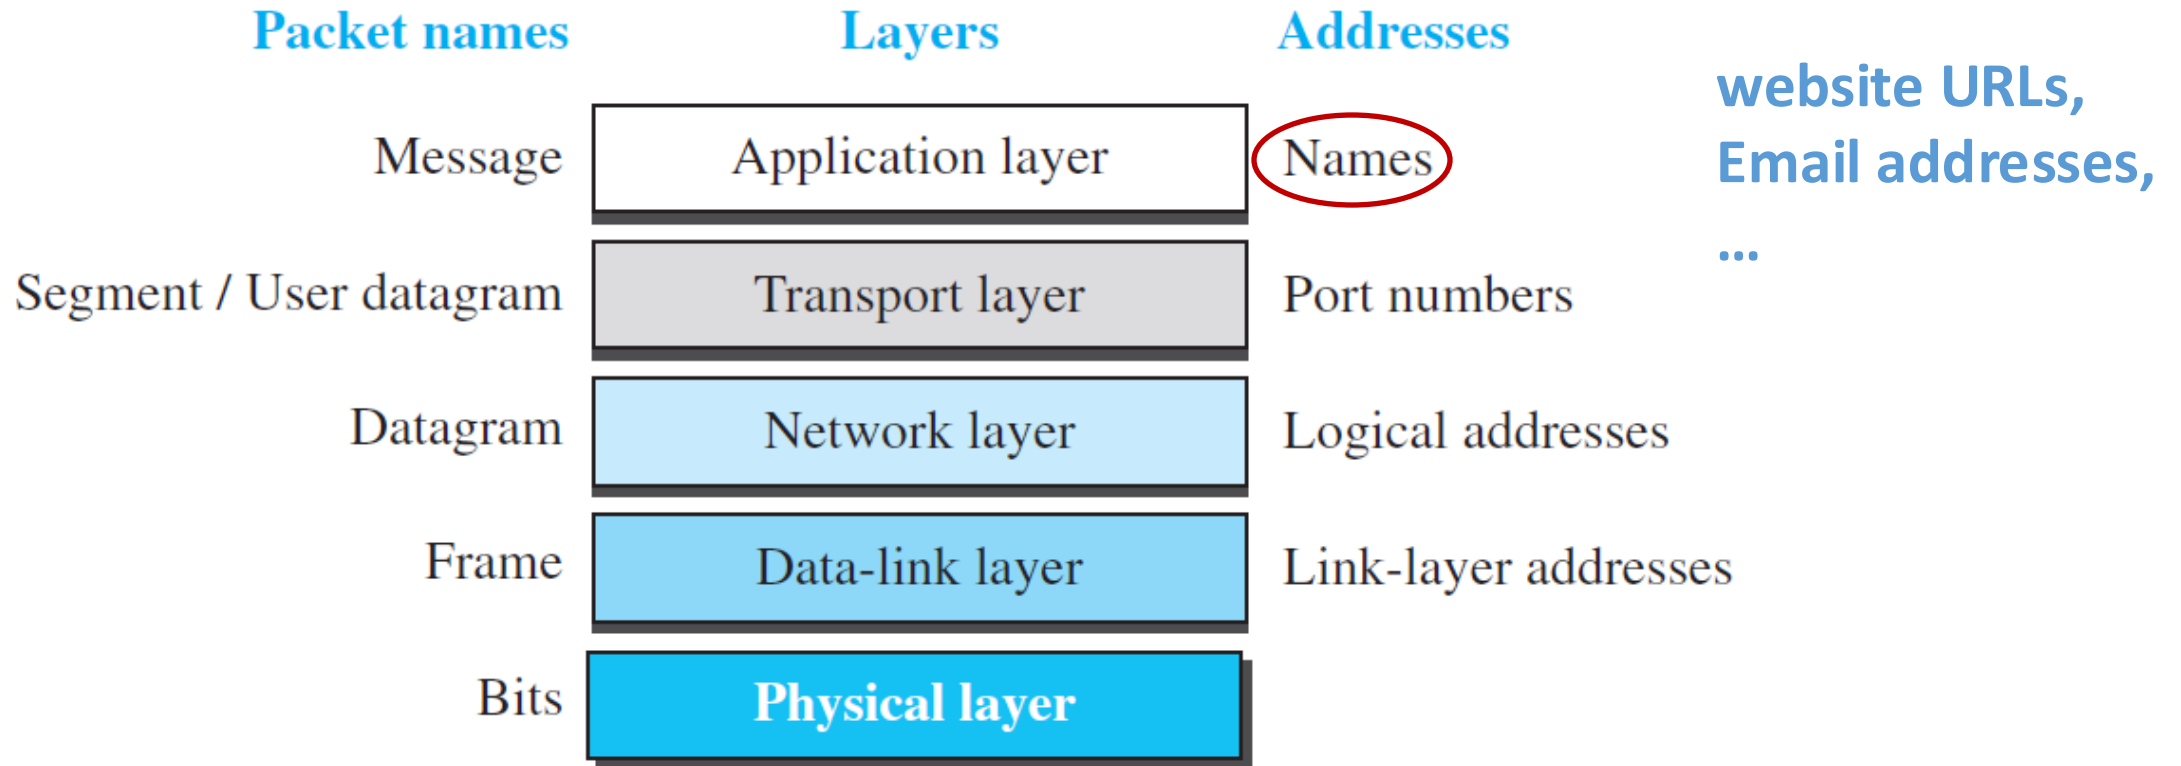 Packet names Layers Addresses
website URLs,
Message Application layer Names
Email addresses,
...
Segment / User datagram Transport layer Port numbers
Datagram Network layer Logical addresses
Frame Data-link layer Link-layer addresses
Bits Physical layer